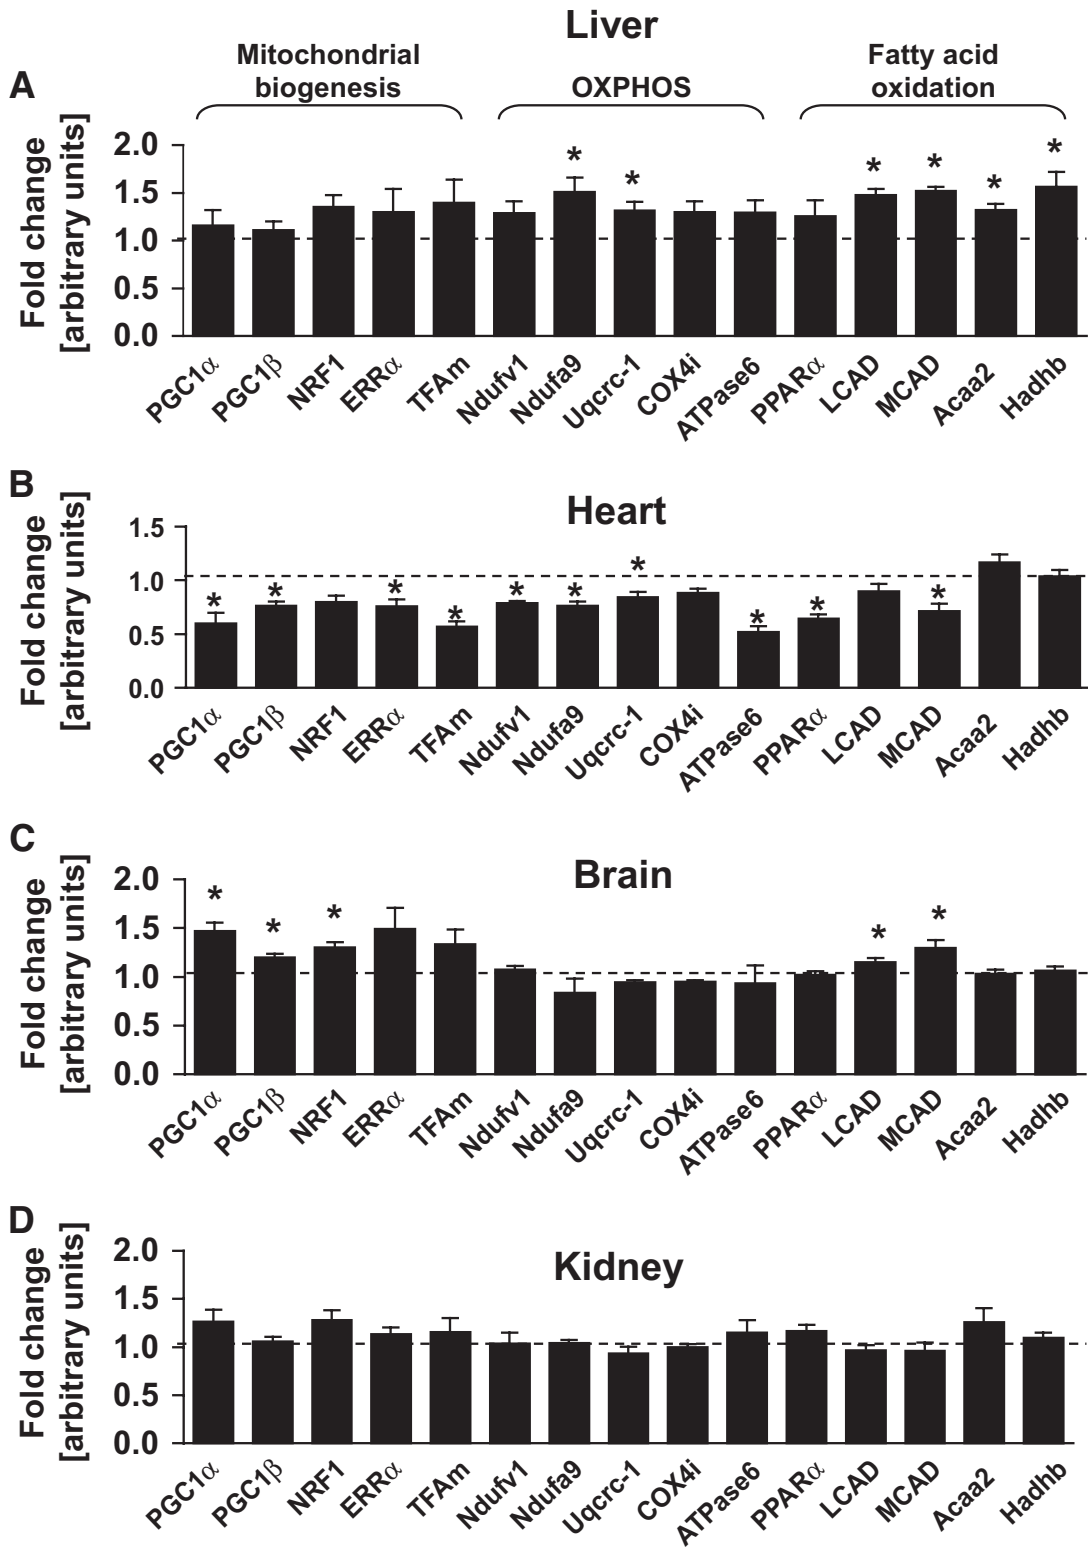 Liver
Mitochondrial
biogenesis
OXPHOS
Fatty acid
oxidation
A
Fold change
[arbitrary units]
2.0
1.5
1.0
0.5
0.0
* * * * * *
PGC1α PGC1β NRF1 ERRα TFAm Ndufv1 Ndufa9 Uqcrc-1 COX4i ATPase6 PPARα LCAD MCAD Acaa2 Hadhb
B
Heart
Fold change
[arbitrary units]
1.5
1.0
0.5
0.0
* * * * * * * * * *
PGC1α PGC1β NRF1 ERRα TFAm Ndufv1 Ndufa9 Uqcrc-1 COX4i ATPase6 PPARα LCAD MCAD Acaa2 Hadhb
C
Brain
Fold change
[arbitrary units]
2.0
1.5
1.0
0.5
0.0
* * * * *
PGC1α PGC1β NRF1 ERRα TFAm Ndufv1 Ndufa9 Uqcrc-1 COX4i ATPase6 PPARα LCAD MCAD Acaa2 Hadhb
D
Kidney
Fold change
[arbitrary units]
2.0
1.5
1.0
0.5
0.0
PGC1α PGC1β NRF1 ERRα TFAm Ndufv1 Ndufa9 Uqcrc-1 COX4i ATPase6 PPARα LCAD MCAD Acaa2 Hadhb